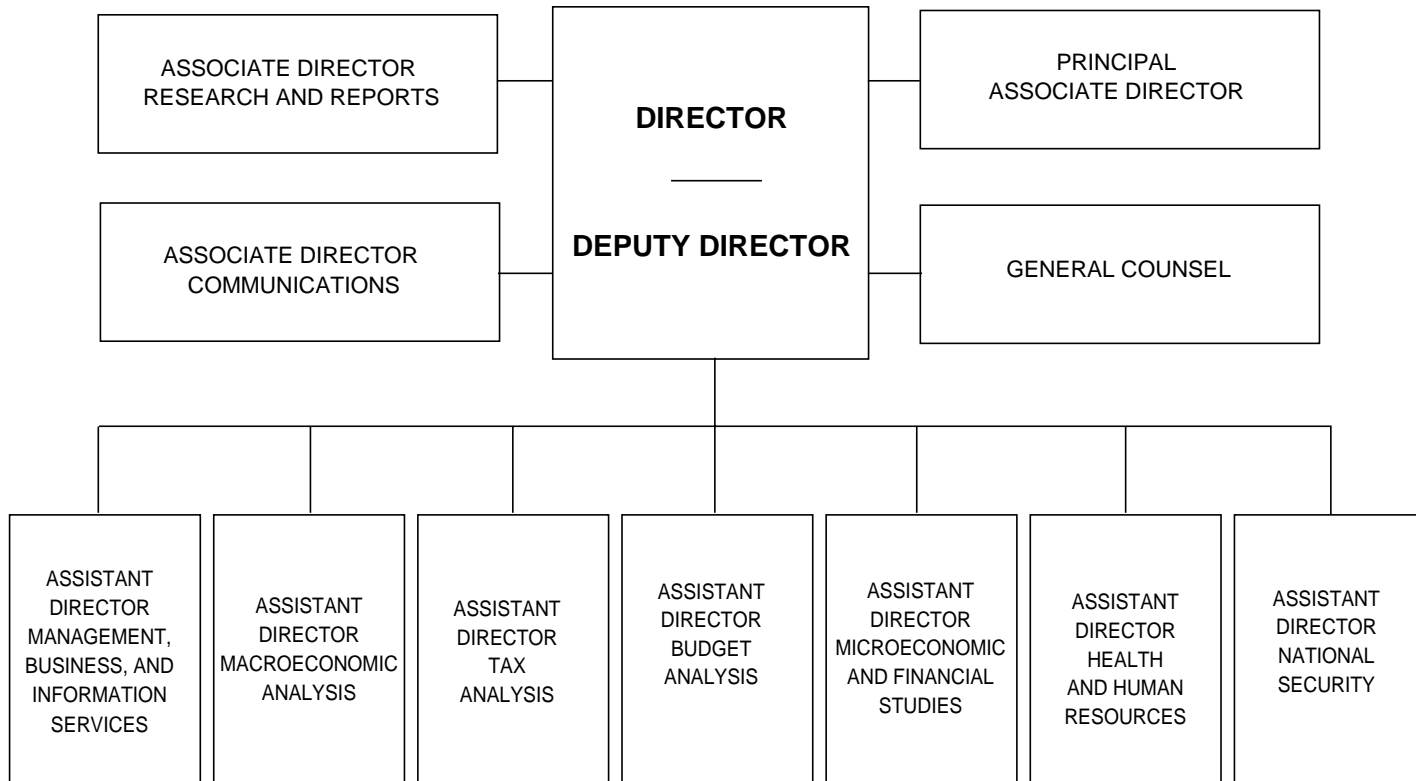 ASSOCIATE DIRECTOR
RESEARCH AND REPORTS
DIRECTOR
DEPUTY DIRECTOR
PRINCIPAL
ASSOCIATE DIRECTOR
ASSOCIATE DIRECTOR
COMMUNICATIONS
GENERAL COUNSEL
ASSISTANT
DIRECTOR
MANAGEMENT,
BUSINESS, AND
INFORMATION
SERVICES
ASSISTANT
DIRECTOR
MACROECONOMIC
ANALYSIS
ASSISTANT
DIRECTOR
TAX
ANALYSIS
ASSISTANT
DIRECTOR
BUDGET
ANALYSIS
ASSISTANT
DIRECTOR
MICROECONOMIC
AND FINANCIAL
STUDIES
ASSISTANT
DIRECTOR
HEALTH
AND HUMAN
RESOURCES
ASSISTANT
DIRECTOR
NATIONAL
SECURITY